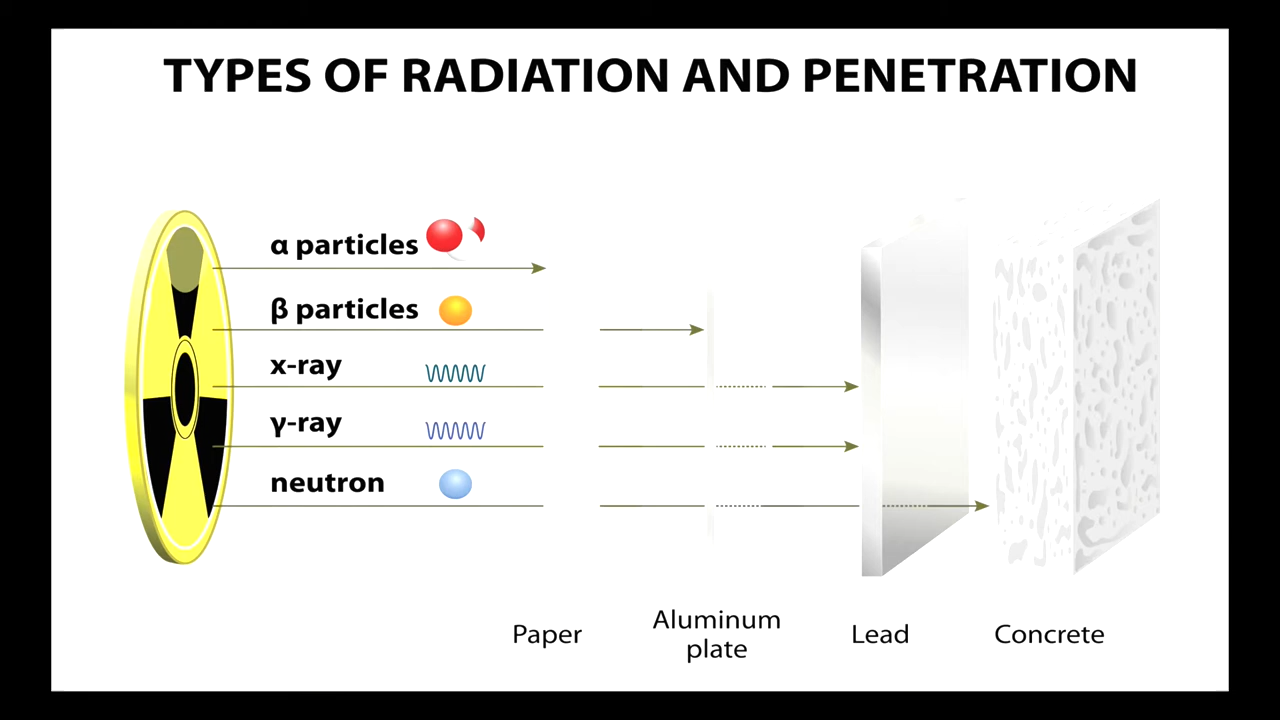 TYPES OF RADIATION AND PENETRATION
α particles
β particles
x-ray
γ-ray
neutron
Paper
Aluminum
plate
Lead
Concrete